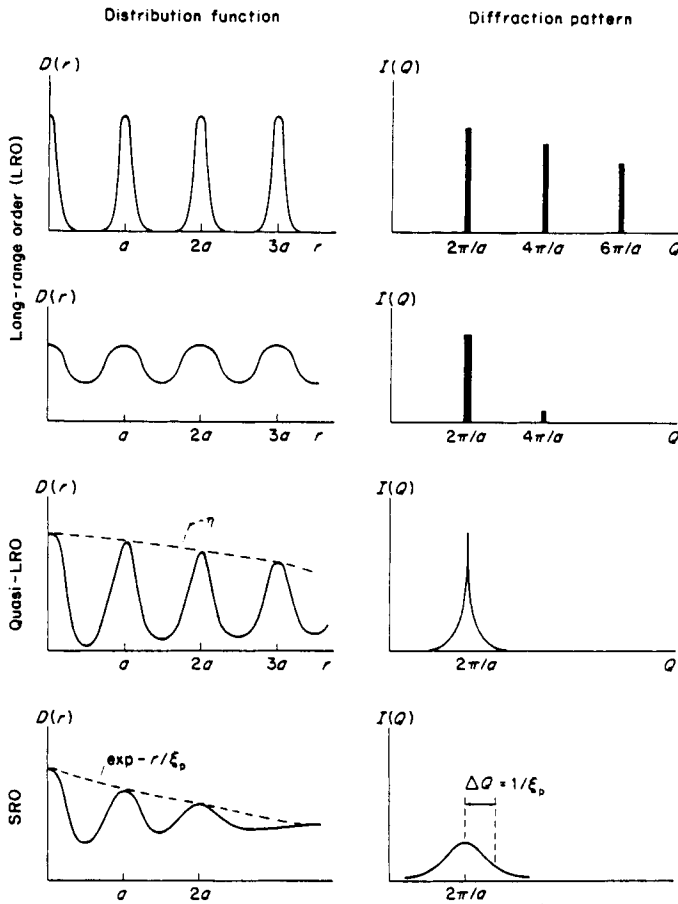 Distribution function
Diffraction pattern
Long-range order (LRO)
D(r)
a 2a 3a r
I(Q)
2π/a 4π/a 6π/a Q
D(r)
a 2a 3a
I(Q)
2π/a 4π/a Q
Quasi-LRO
D(r)
r⁻η
a 2a 3a r
I(Q)
2π/a Q
SRO
D(r)
exp-r/ξp
a 2a
I(Q)
ΔQ = 1/ξp
2π/a